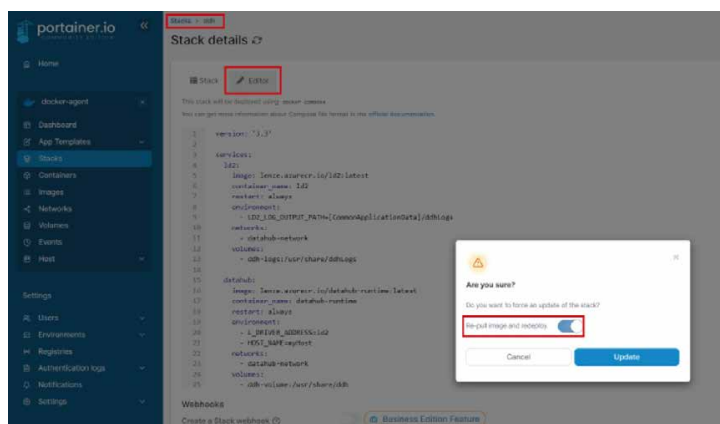 portainer.io
COMMUNITY EDITION
Home
docker-agent
Dashboard
App Templates
Stacks
Containers
Images
Networks
Volumes
Events
Host
Settings
Users
Environments
Registries
Authentication logs
Notifications
Settings
Stacks > ddh
Stack details
Stack
Editor
This stack will be deployed using docker compose
You can get more information about Compose file format in the official documentation.
1 version: '3.3'
2
3 services:
4 ld2:
5 image: lenze.azurecr.io/ld2:latest
6 container_name: ld2
7 restart: always
8 environment:
9 - LD2_LOG_OUTPUT_PATH=[CommonApplicationData]/ddhLogs
10 networks:
11 - datahub-network
12 volumes:
13 - ddh-logs:/usr/share/ddhLogs
14
15 datahub:
16 image: lenze.azurecr.io/datahub-runtime:latest
17 container_name: datahub-runtime
18 restart: always
19 environment:
20 - L_DRIVER_ADDRESS=ld2
21 - HOST_NAME=myHost
22 networks:
23 - datahub-network
24 volumes:
25 - ddh-volume:/usr/share/ddh
Webhooks
Create a Stack webhook
Business Edition Feature
Are you sure?
Do you want to force an update of the stack?
Re-pull image and redeploy
Cancel
Update